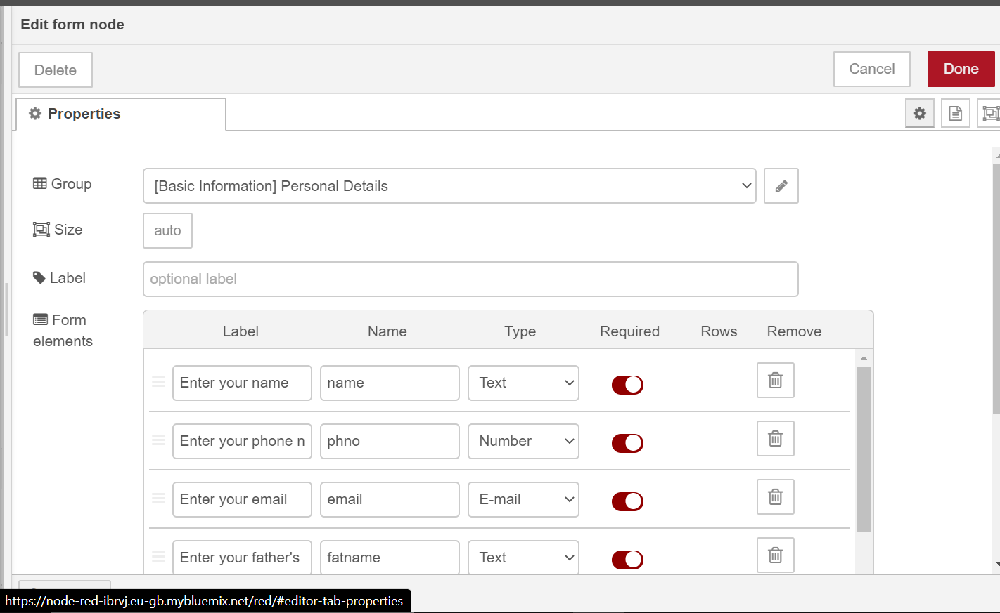 Edit form node
Delete
Cancel
Done
Properties
Group
[Basic Information] Personal Details
Size
auto
Label
optional label
Form
elements
Label Name Type Required Rows Remove
Enter your name name Text
Enter your phone n phno Number
Enter your email email E-mail
Enter your father's fatname Text
https://node-red-ibrvj.eu-gb.mybluemix.net/red/#editor-tab-properties